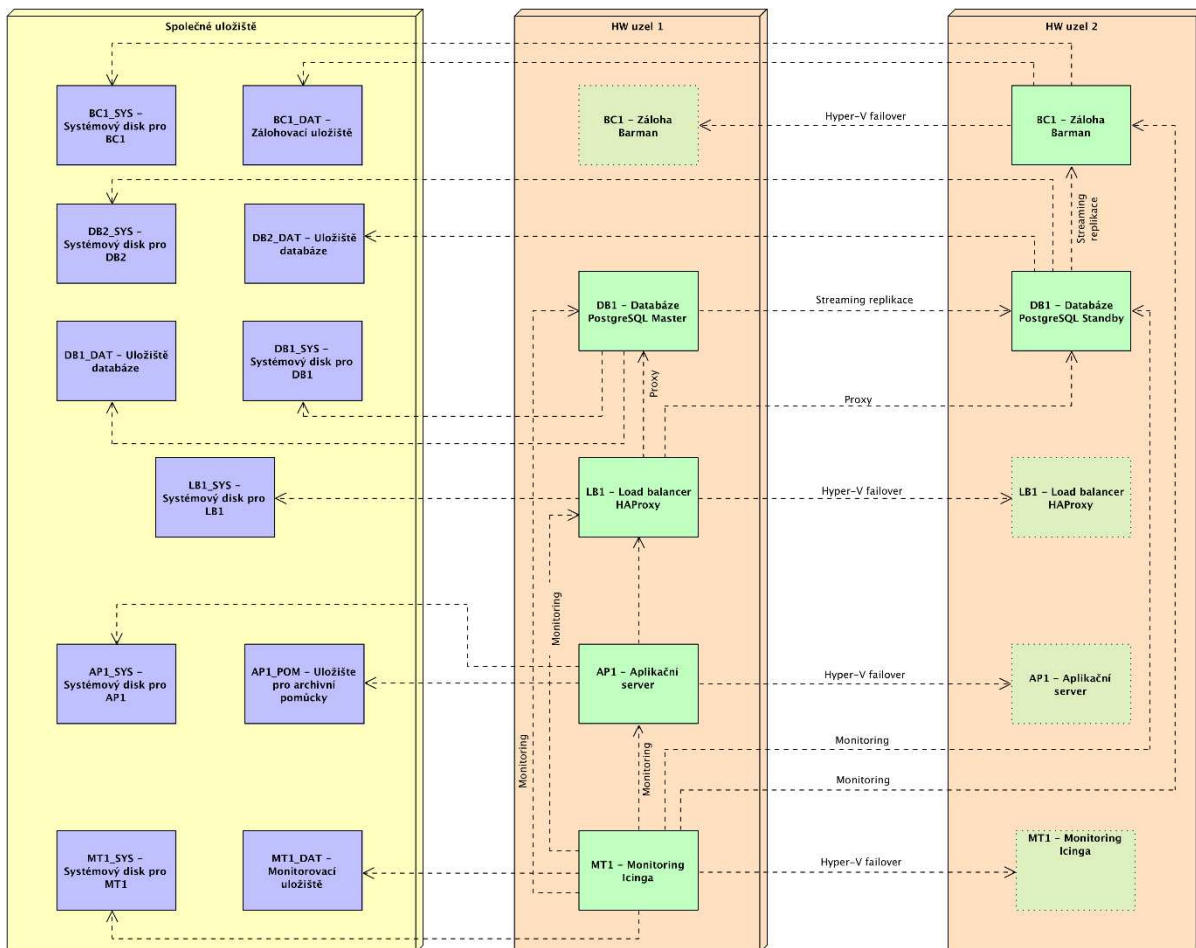 Společné uložiště
HW uzel 1
HW uzel 2
BC1_SYS –
Systémový disk pro
BC1
BC1_DAT –
Zálohovací uložiště
BC1 – Záloha
Barman
Hyper-V failover
BC1 – Záloha
Barman
DB2_SYS –
Systémový disk pro
DB2
DB2_DAT – Uložiště
databáze
Streaming
replikace
DB1 – Databáze
PostgreSQL Master
Streaming replikace
DB1 – Databáze
PostgreSQL Standby
DB1_DAT – Uložiště
databáze
DB1_SYS –
Systémový disk pro
DB1
Proxy
Proxy
LB1_SYS –
Systémový disk pro
LB1
LB1 – Load balancer
HAProxy
Hyper-V failover
LB1 – Load balancer
HAProxy
Monitoring
AP1_SYS –
Systémový disk pro
AP1
AP1_POM – Uložište
pro archivní
pomůcky
AP1 – Aplikační
server
Hyper-V failover
AP1 – Aplikační
server
Monitoring
Monitoring
Monitoring
Monitoring
MT1_SYS –
Systémový disk pro
MT1
MT1_DAT –
Monitorovací
uložiště
MT1 – Monitoring
Icinga
Hyper-V failover
MT1 – Monitoring
Icinga